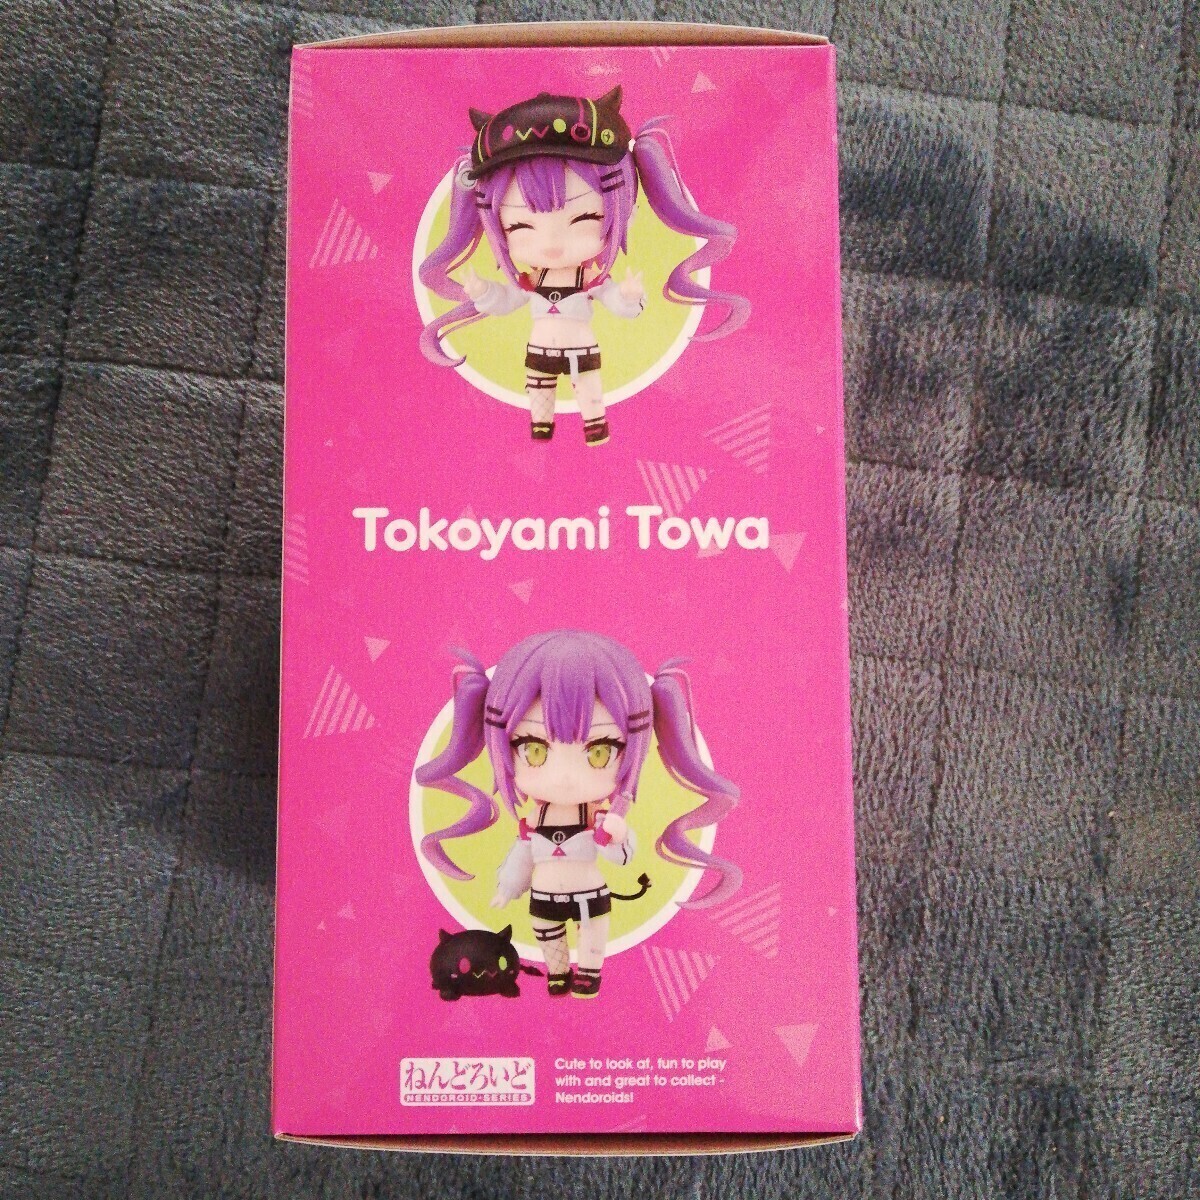 Tokoyami Towa
ねんどろいど
NENDOROID·SERIES
Cute to look at, fun to play
with and great to collect -
Nendoroids!